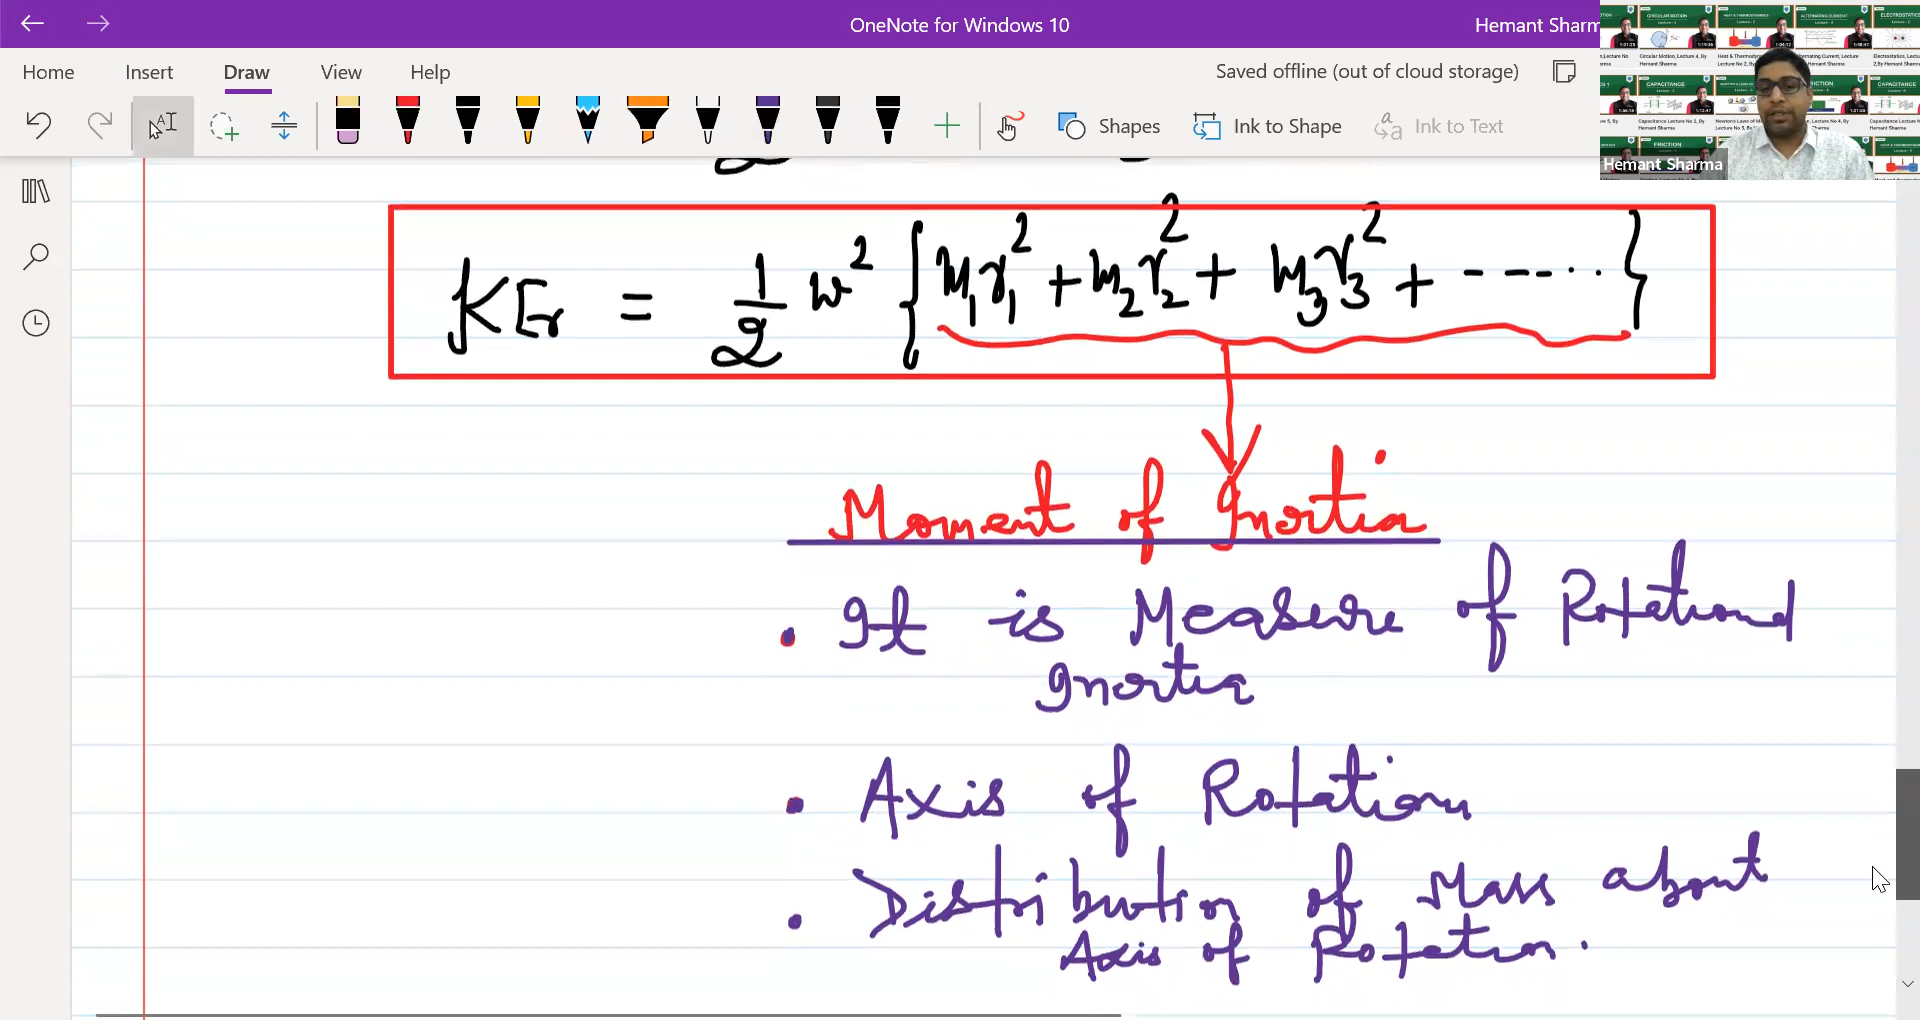 OneNote for Windows 10
Hemant Sharm
Home Insert Draw View Help
Saved offline (out of cloud storage)
Shapes Ink to Shape Ink to Text
Hemant Sharma
KEr = 1/2 w² { m₁r₁² + m₂r₂² + m₃r₃² + - - - - · · }
Moment of Inertia
• It is Measure of Rotational
Inertia
• Axis of Rotation
• Distribution of Mass about
Axis of Rotation.